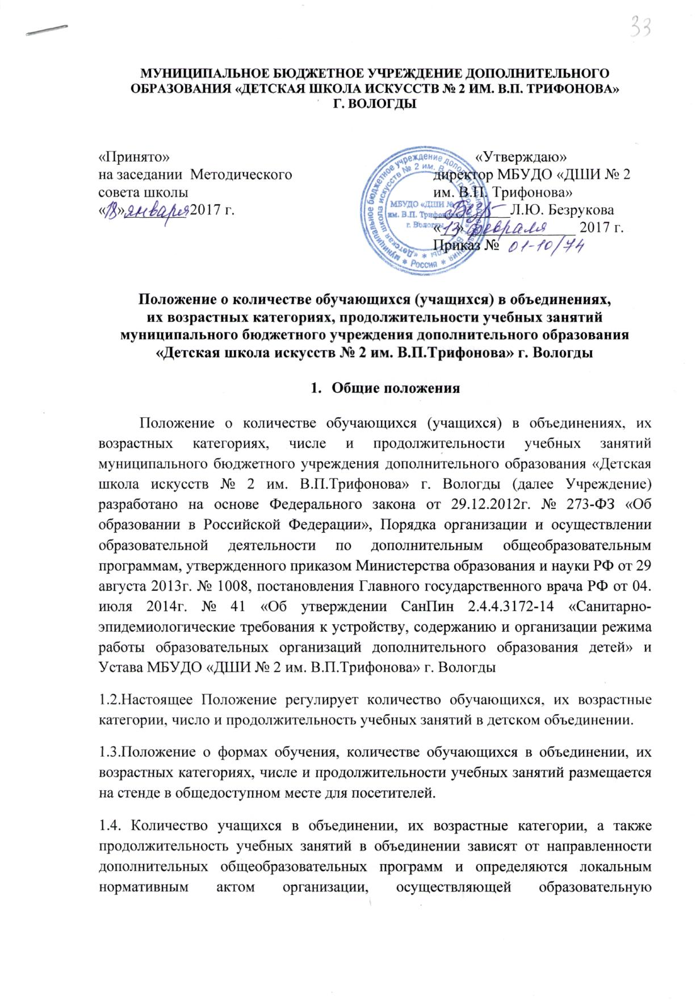 33
МУНИЦИПАЛЬНОЕ БЮДЖЕТНОЕ УЧРЕЖДЕНИЕ ДОПОЛНИТЕЛЬНОГО
ОБРАЗОВАНИЯ «ДЕТСКАЯ ШКОЛА ИСКУССТВ № 2 ИМ. В.П. ТРИФОНОВА»
Г. ВОЛОГДЫ
«Принято»
на заседании Методического
совета школы
«18» января 2017 г.
«Утверждаю»
директор МБУДО «ДШИ № 2
им. В.П. Трифонова»
Л.Ю. Безрукова
«13» февраля 2017 г.
Приказ № 01-10/74
муниципальное бюджетное учреждение дополнительного образования * Россия *
«Детская школа искусств № 2 им. В.П. Трифонова» г. Вологды *
МБУДО «ДШИ №
им. В.П. Трифонова»
г. Вологды
Положение о количестве обучающихся (учащихся) в объединениях,
их возрастных категориях, продолжительности учебных занятий
муниципального бюджетного учреждения дополнительного образования
«Детская школа искусств № 2 им. В.П.Трифонова» г. Вологды
1. Общие положения
Положение о количестве обучающихся (учащихся) в объединениях, их
возрастных категориях, числе и продолжительности учебных занятий
муниципального бюджетного учреждения дополнительного образования «Детская
школа искусств № 2 им. В.П.Трифонова» г. Вологды (далее Учреждение)
разработано на основе Федерального закона от 29.12.2012г. № 273-ФЗ «Об
образовании в Российской Федерации», Порядка организации и осуществлении
образовательной деятельности по дополнительным общеобразовательным
программам, утвержденного приказом Министерства образования и науки РФ от 29
августа 2013г. № 1008, постановления Главного государственного врача РФ от 04.
июля 2014г. № 41 «Об утверждении СанПин 2.4.4.3172-14 «Санитарно-
эпидемиологические требования к устройству, содержанию и организации режима
работы образовательных организаций дополнительного образования детей» и
Устава МБУДО «ДШИ № 2 им. В.П.Трифонова» г. Вологды
1.2.Настоящее Положение регулирует количество обучающихся, их возрастные
категории, число и продолжительность учебных занятий в детском объединении.
1.3.Положение о формах обучения, количестве обучающихся в объединении, их
возрастных категориях, числе и продолжительности учебных занятий размещается
на стенде в общедоступном месте для посетителей.
1.4. Количество учащихся в объединении, их возрастные категории, а также
продолжительность учебных занятий в объединении зависят от направленности
дополнительных общеобразовательных программ и определяются локальным
нормативным актом организации, осуществляющей образовательную